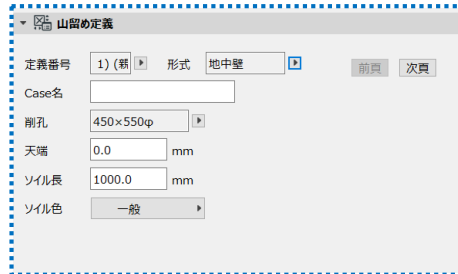 山留め定義
定義番号 1) (新 形式 地中壁 前頁 次頁
Case名
削孔 450×550φ
天端 0.0 mm
ソイル長 1000.0 mm
ソイル色 一般